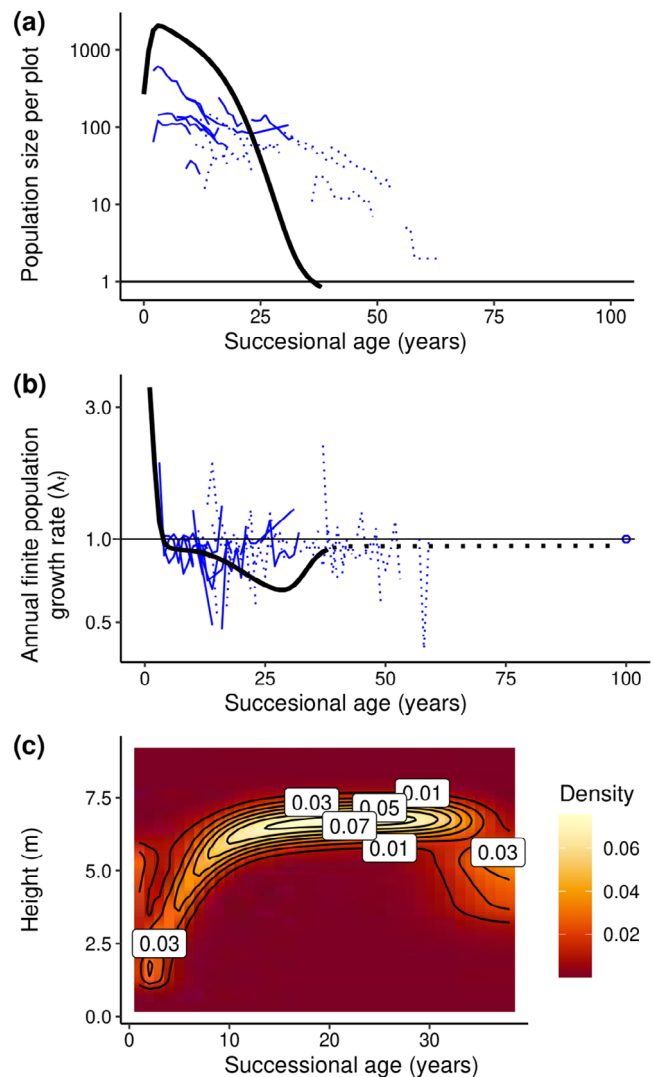 (a)
Population size per plot
1000
100
10
1
0 25 50 75 100
Succesional age (years)
(b)
Annual finite population
growth rate (λt)
3.0
1.0
0.5
0 25 50 75 100
Succesional age (years)
(c)
Height (m)
7.5
5.0
2.5
0.0
0.03
0.01
0.05
0.07
0.01
0.03
0.03
0 10 20 30
Successional age (years)
Density
0.06
0.04
0.02